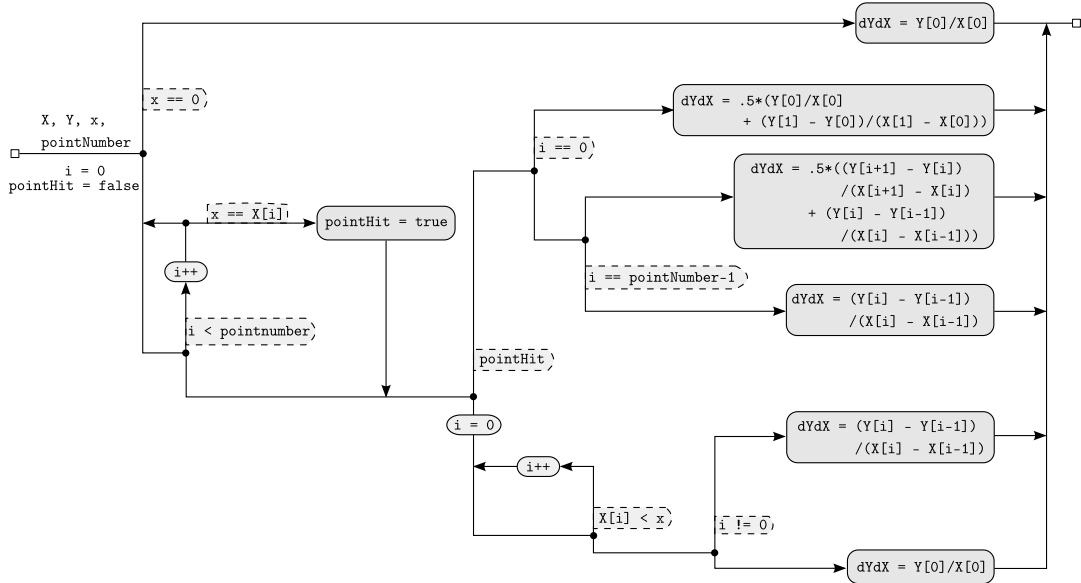 dYdX = Y[0]/X[0]
x == 0
X, Y, x,
pointNumber
i = 0
pointHit = false
dYdX = .5*(Y[0]/X[0]
+ (Y[1] - Y[0])/(X[1] - X[0]))
i == 0
dYdX = .5*((Y[i+1] - Y[i])
/(X[i+1] - X[i])
+ (Y[i] - Y[i-1])
/(X[i] - X[i-1]))
x == X[i]
pointHit = true
i++
i == pointNumber-1
dYdX = (Y[i] - Y[i-1])
/(X[i] - X[i-1])
i < pointnumber
pointHit
i = 0
dYdX = (Y[i] - Y[i-1])
/(X[i] - X[i-1])
i++
X[i] < x
i != 0
dYdX = Y[0]/X[0]